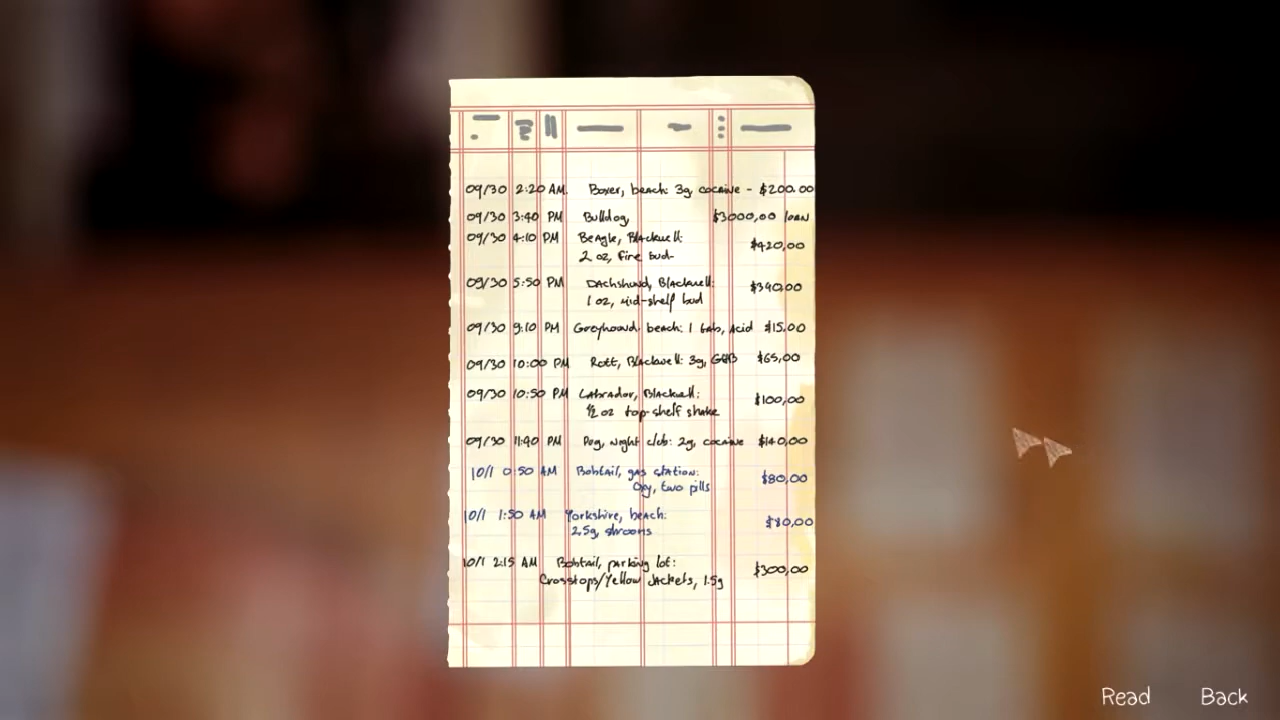 09/30 2:20 AM. Boxer, beach: 3g, cocaine - $200.00
09/30 3:40 PM Bulldog, $3000,00 loan
09/30 4:10 PM Beagle, Blackwell: $420,00
2 oz, fire bud-
09/30 5:50 PM Dachshund, Blackwell: $340,00
1 oz, mid-shelf bud
09/30 9:10 PM Greyhound, beach: 1 tab, Acid $15.00
09/30 10:00 PM Rott, Blackwell: 3g, GHB $65,00
09/30 10:50 PM Labrador, Blackwell: $100,00
1/2 oz top-shelf shake
09/30 11:40 PM Pug, night club: 2g, cocaine $140,00
10/1 0:50 AM Bobtail, gas station: $80,00
Oxy, two pills
10/1 1:50 AM Yorkshire, beach: 
2,5g, shrooms
10/1 2:15 AM Bobtail, parking lot: $300,00
Crosstops/Yellow Jackets, 1.5g
Read Back